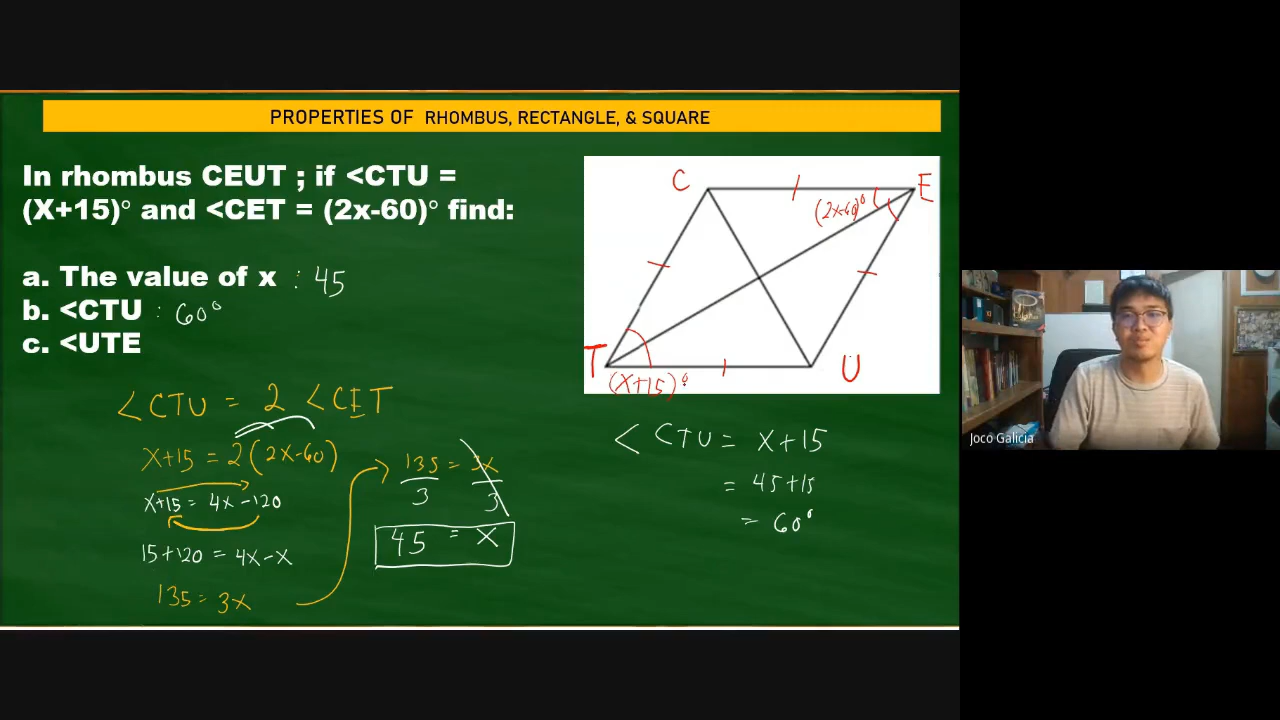 PROPERTIES OF RHOMBUS, RECTANGLE, & SQUARE
In rhombus CEUT ; if <CTU =
(X+15)° and <CET = (2x-60)° find:
a. The value of x : 45
b. <CTU : 60°
c. <UTE
<CTU = 2 <CET
X+15 = 2(2X-60)
X+15 = 4X-120
15+120 = 4X-X
135 = 3X
135 = 3X
3 3
45 = X
C
E
(2X-60)°
T
U
(X+15)°
< CTU = X+15
= 45+15
= 60°
Joco Galicia